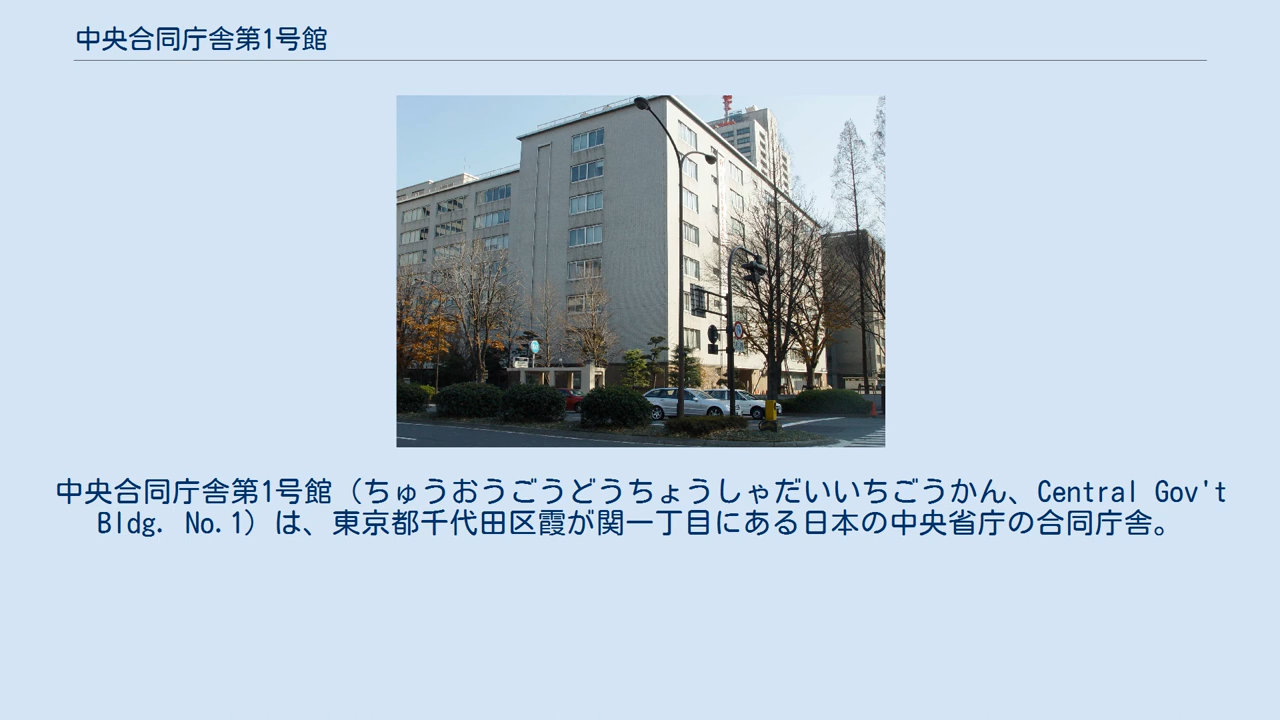 中央合同庁舎第1号館
中央合同庁舎第1号館（ちゅうおうごうどうちょうしゃだいいちごうかん、Central Gov't
Bldg. No.1）は、東京都千代田区霞が関一丁目にある日本の中央省庁の合同庁舎。